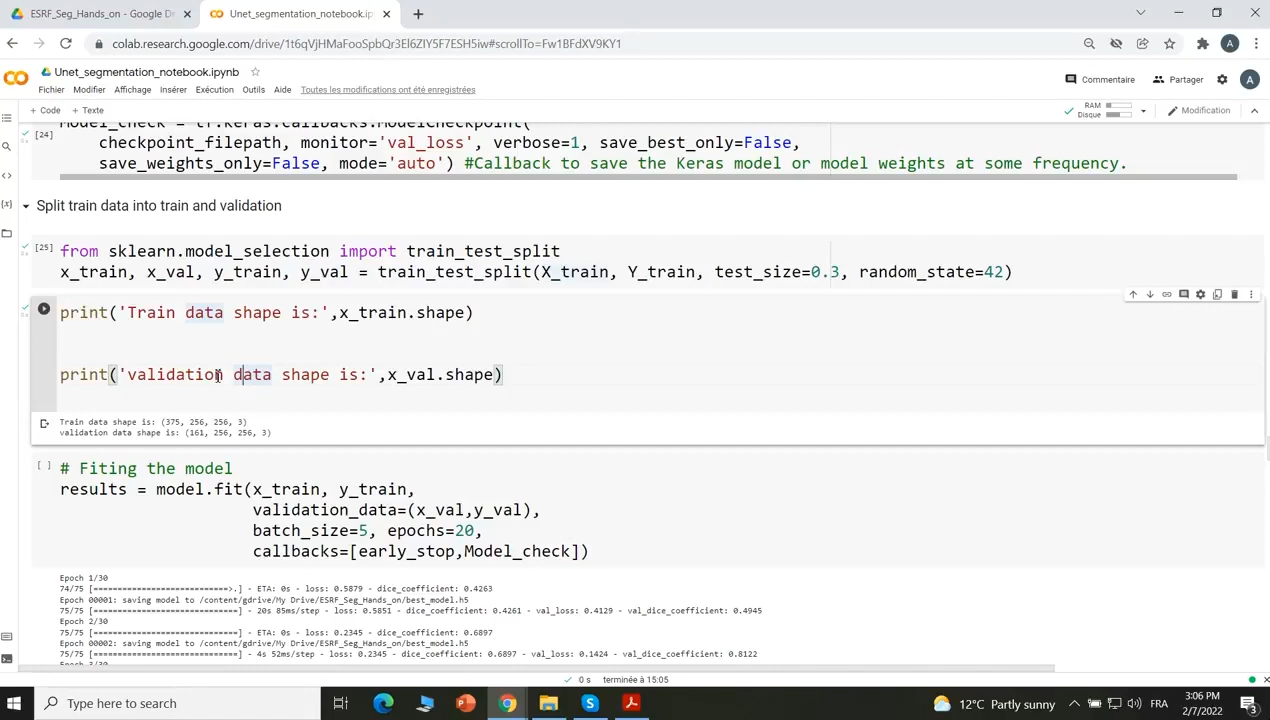 ESRF_Seg_Hands_on - Google Dr
Unet_segmentation_notebook.ipyn
colab.research.google.com/drive/1t6qVjHMaFooSpbQr3El6ZIY5F7ESH5iw#scrollTo=Fw1BFdXV9KY1
A
CO
Unet_segmentation_notebook.ipynb
Commentaire
Partager
A
Fichier Modifier Affichage Insérer Exécution Outils Aide Toutes les modifications ont été enregistrées
+ Code + Texte
RAM
Disque
Modification
[24]
Model_check = tf.keras.callbacks.ModelCheckpoint(
checkpoint_filepath, monitor='val_loss', verbose=1, save_best_only=False,
save_weights_only=False, mode='auto') #Callback to save the Keras model or model weights at some frequency.
Split train data into train and validation
[25] from sklearn.model_selection import train_test_split
x_train, x_val, y_train, y_val = train_test_split(X_train, Y_train, test_size=0.3, random_state=42)
print('Train data shape is:',x_train.shape)
print('validation data shape is:',x_val.shape)
Train data shape is: (375, 256, 256, 3)
validation data shape is: (161, 256, 256, 3)
[ ] # Fiting the model
results = model.fit(x_train, y_train,
validation_data=(x_val,y_val),
batch_size=5, epochs=20,
callbacks=[early_stop,Model_check])
Epoch 1/30
74/75 [============================>.] - ETA: 0s - loss: 0.5879 - dice_coefficient: 0.4263
Epoch 00001: saving model to /content/gdrive/My Drive/ESRF_Seg_Hands_on/best_model.h5
75/75 [==============================] - 20s 85ms/step - loss: 0.5851 - dice_coefficient: 0.4261 - val_loss: 0.4129 - val_dice_coefficient: 0.4945
Epoch 2/30
75/75 [==============================] - ETA: 0s - loss: 0.2345 - dice_coefficient: 0.6897
Epoch 00002: saving model to /content/gdrive/My Drive/ESRF_Seg_Hands_on/best_model.h5
75/75 [==============================] - 4s 52ms/step - loss: 0.2345 - dice_coefficient: 0.6897 - val_loss: 0.1424 - val_dice_coefficient: 0.8122
Epoch 3/30
0 s terminée à 15:05
Type here to search
12°C Partly sunny
FRA
3:06 PM
2/7/2022
3